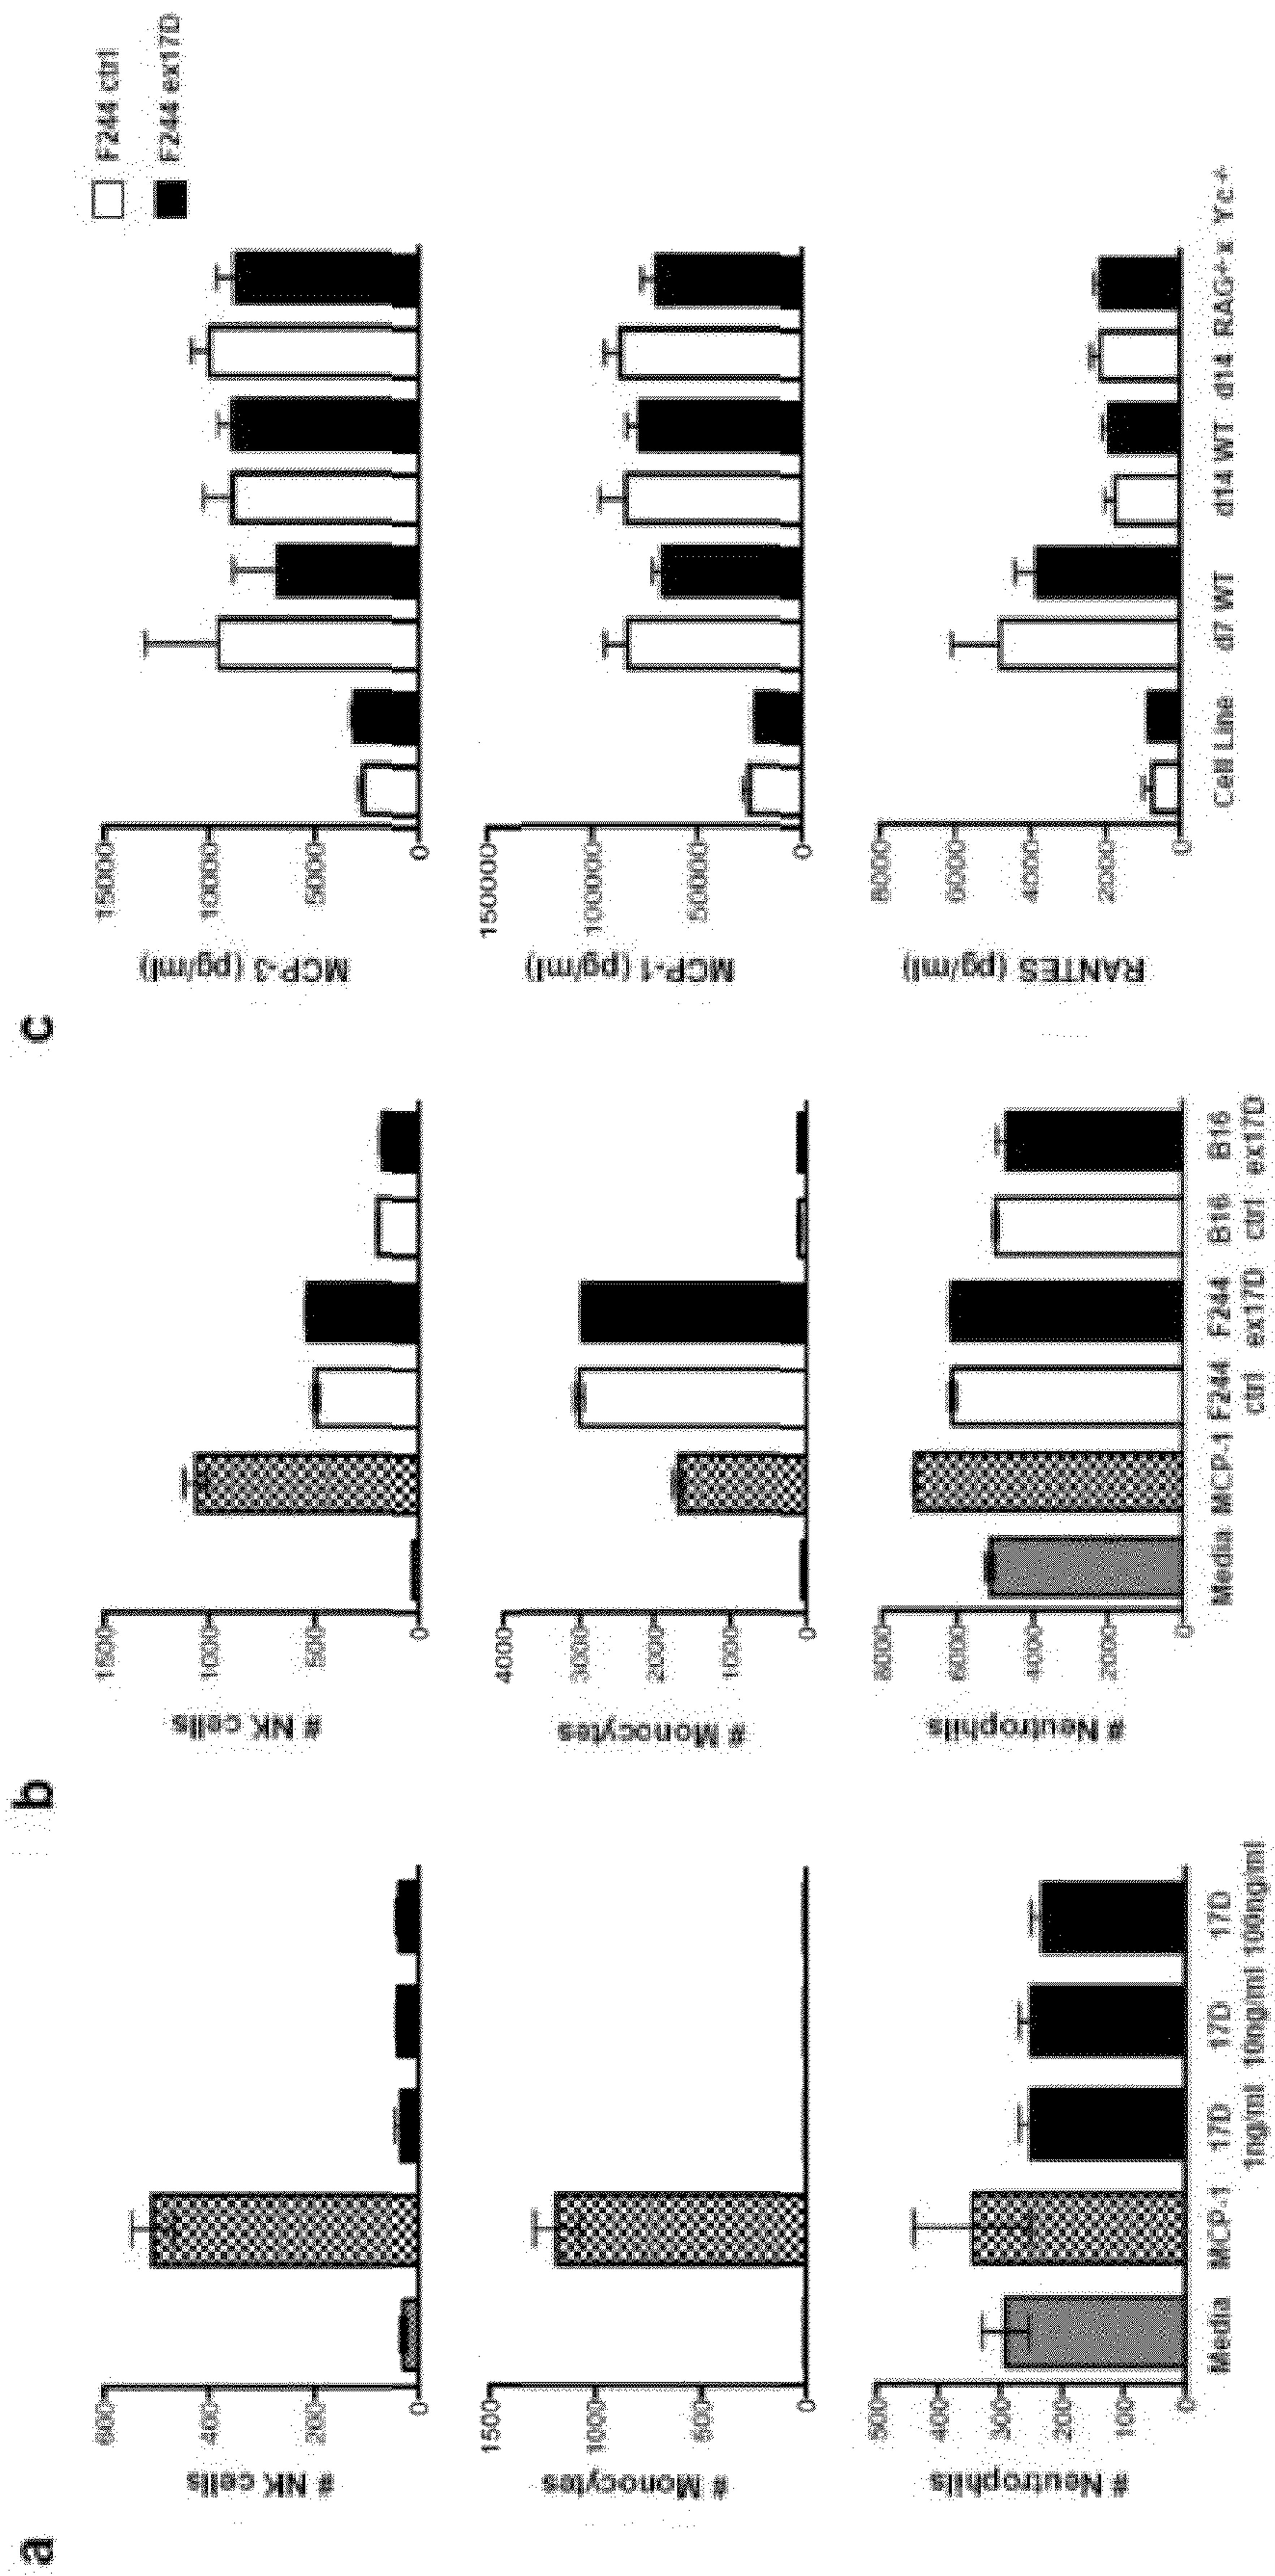 a
# NK cells
600
400
200
0
# Monocytes
1500
1000
500
0
# Neutrophils
500
400
300
200
100
0
Media MCP-1 17D 17D 17D
1ng/ml 10ng/ml 100ng/ml
b
# NK cells
1500
1000
500
0
# Monocytes
4000
3000
2000
1000
0
# Neutrophils
8000
6000
4000
2000
0
Media MCP-1 F244 F244 B16 B16
ctrl ex17D ctrl ex17D
c
F244 ctrl
F244 ex17D
MCP-3 (pg/ml)
15000
10000
5000
0
MCP-1 (pg/ml)
150000
100000
50000
0
RANTES (pg/ml)
8000
6000
4000
2000
0
Cell Line d7 WT d14 WT d14